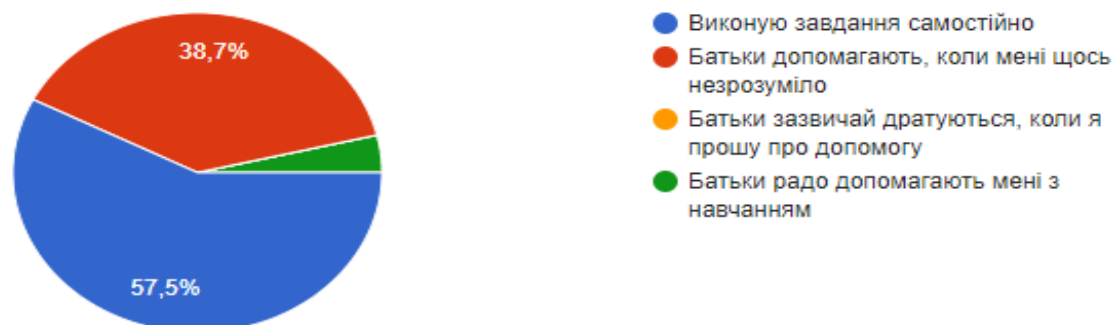 38,7%
57,5%
Виконую завдання самостійно
Батьки допомагають, коли мені щось
незрозуміло
Батьки зазвичай дратуються, коли я
прошу про допомогу
Батьки радо допомагають мені з
навчанням